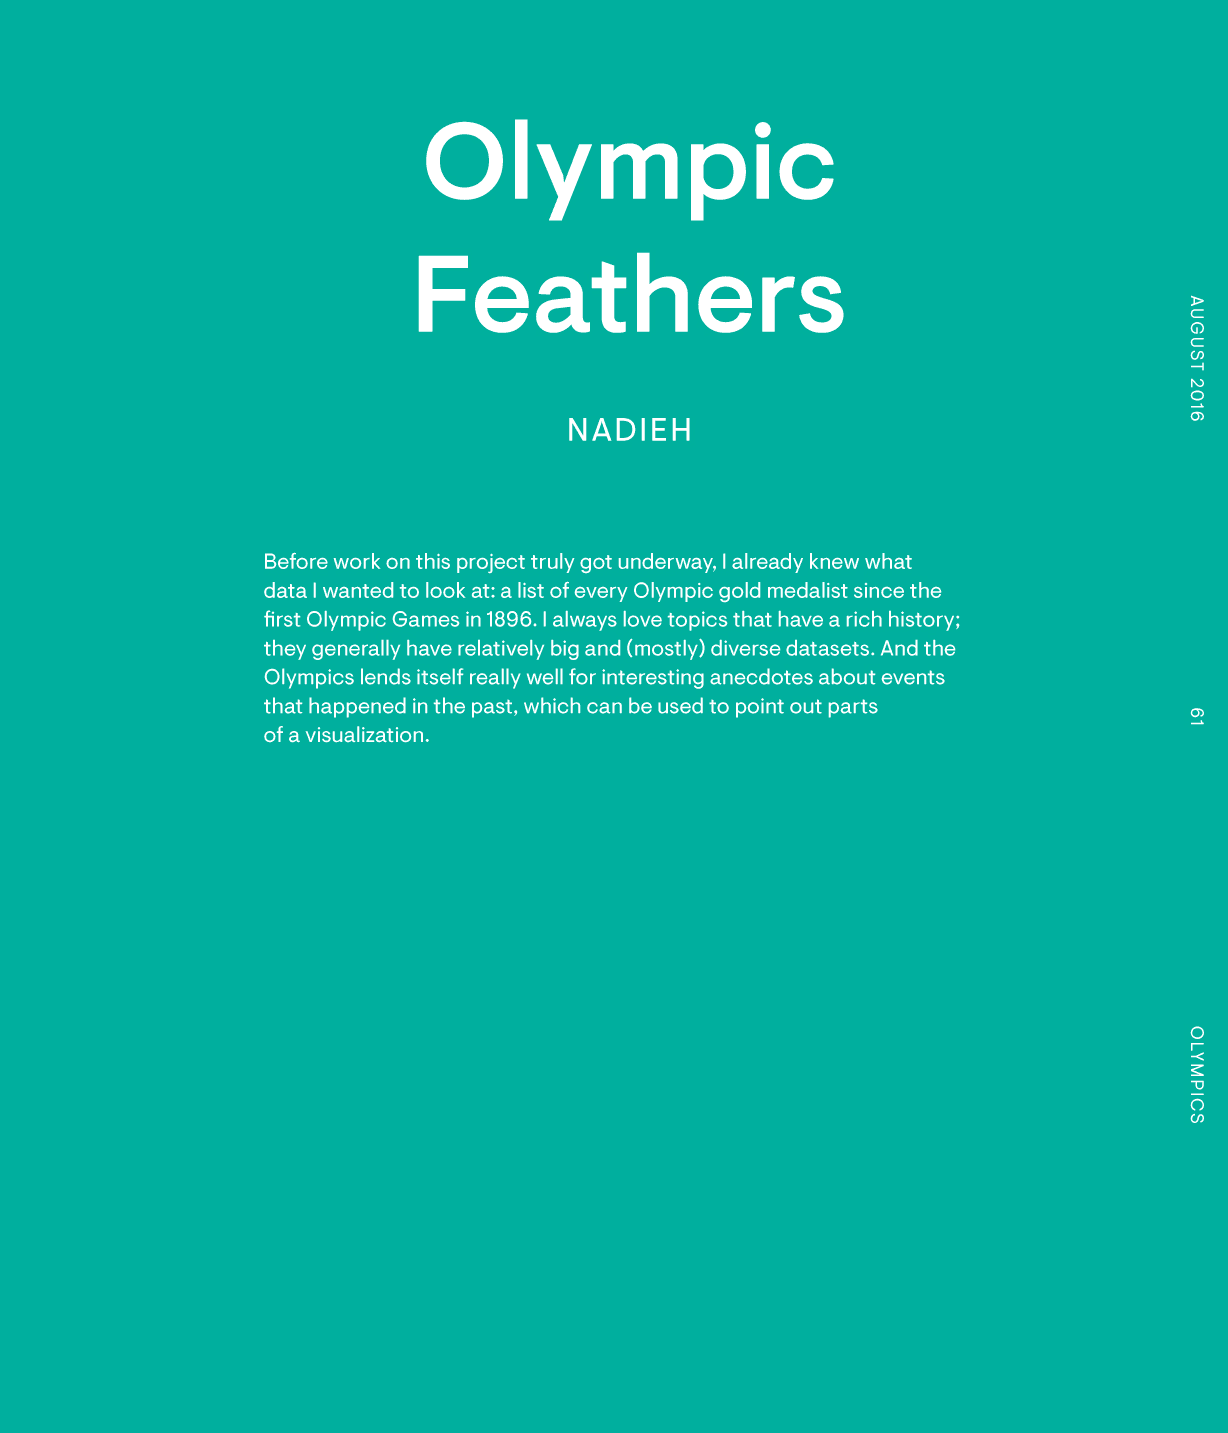 Olympic
Feathers
NADIEH
Before work on this project truly got underway, I already knew what
data I wanted to look at: a list of every Olympic gold medalist since the
first Olympic Games in 1896. I always love topics that have a rich history;
they generally have relatively big and (mostly) diverse datasets. And the
Olympics lends itself really well for interesting anecdotes about events
that happened in the past, which can be used to point out parts
of a visualization.
AUGUST 2016
61
OLYMPICS